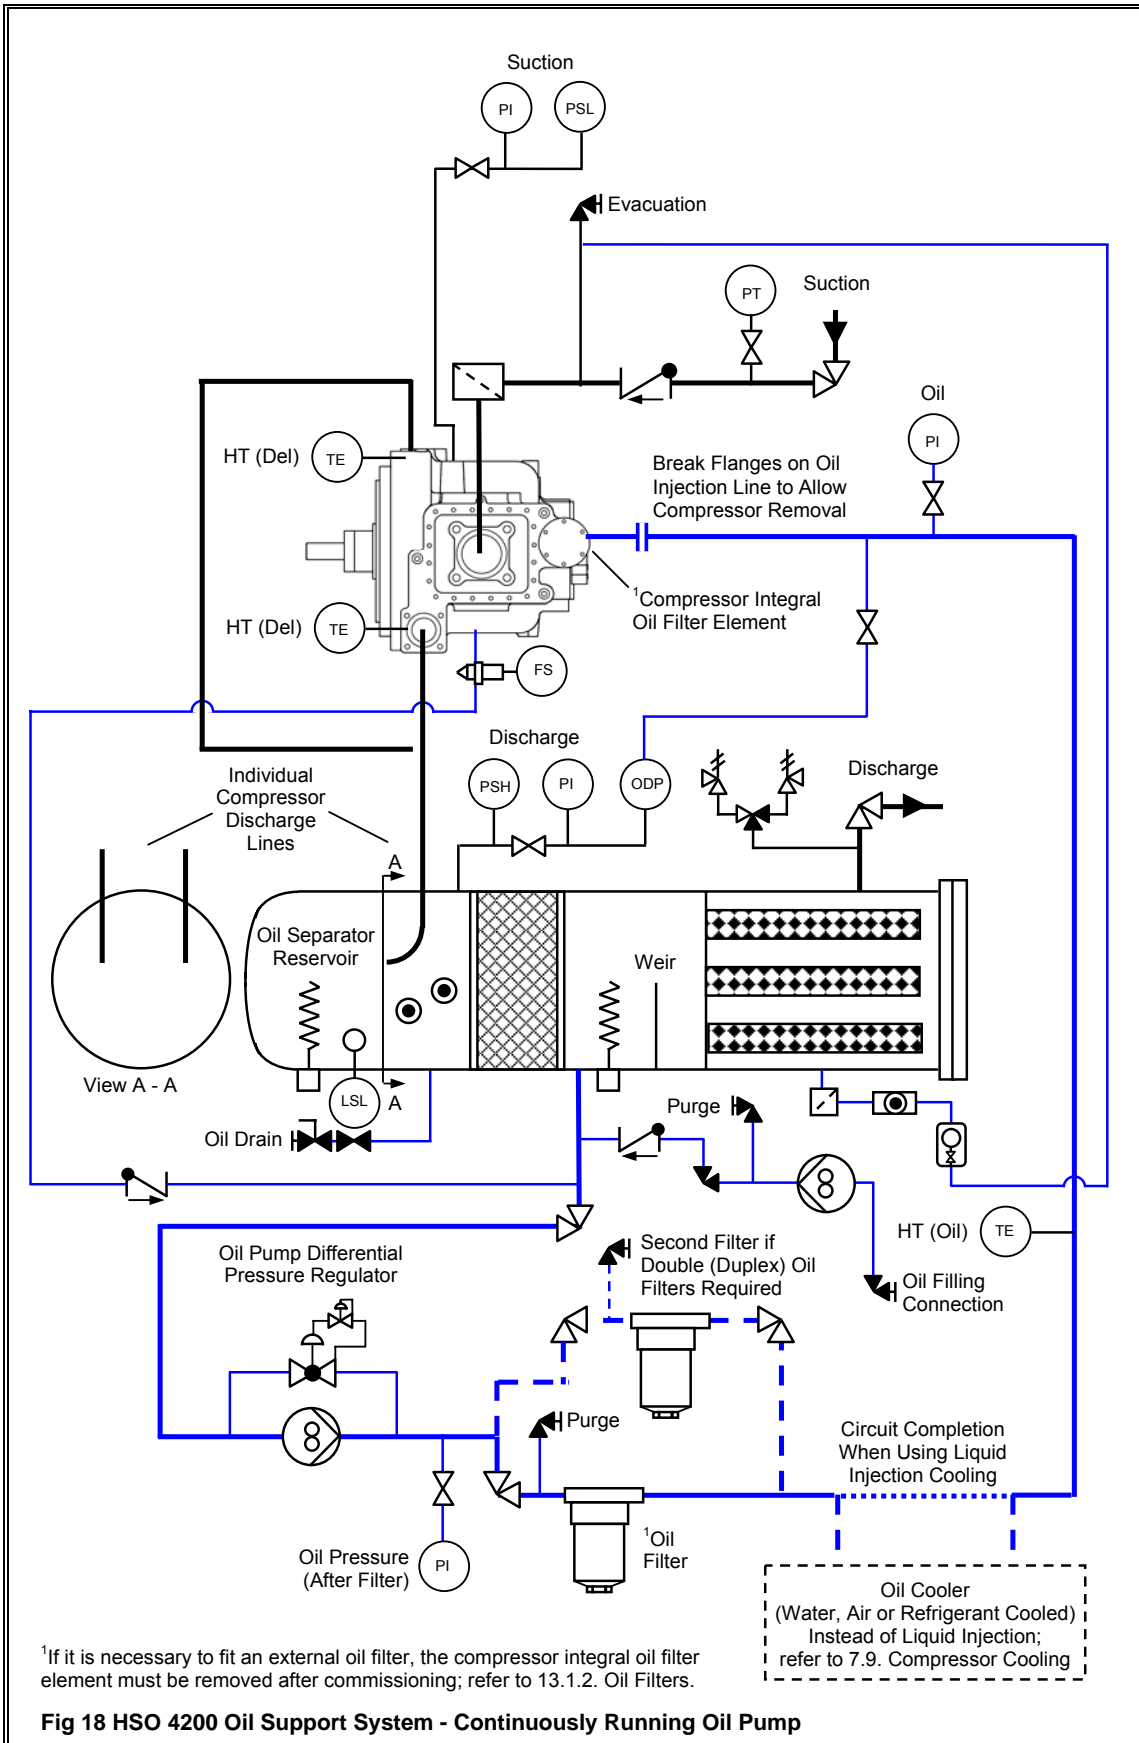 Suction
PI
PSL
Evacuation
PT
Suction
Oil
PI
HT (Del)
TE
Break Flanges on Oil
Injection Line to Allow
Compressor Removal
¹Compressor Integral
Oil Filter Element
HT (Del)
TE
FS
Discharge
PSH
PI
ODP
Discharge
Individual
Compressor
Discharge
Lines
A
Oil Separator
Reservoir
Weir
View A - A
LSL
A
Oil Drain
Purge
HT (Oil)
TE
Oil Filling
Connection
Oil Pump Differential
Pressure Regulator
Second Filter if
Double (Duplex) Oil
Filters Required
Purge
Circuit Completion
When Using Liquid
Injection Cooling
Oil Pressure
(After Filter)
PI
¹Oil
Filter
Oil Cooler
(Water, Air or Refrigerant Cooled)
Instead of Liquid Injection;
refer to 7.9. Compressor Cooling
¹If it is necessary to fit an external oil filter, the compressor integral oil filter
element must be removed after commissioning; refer to 13.1.2. Oil Filters.
Fig 18 HSO 4200 Oil Support System - Continuously Running Oil Pump